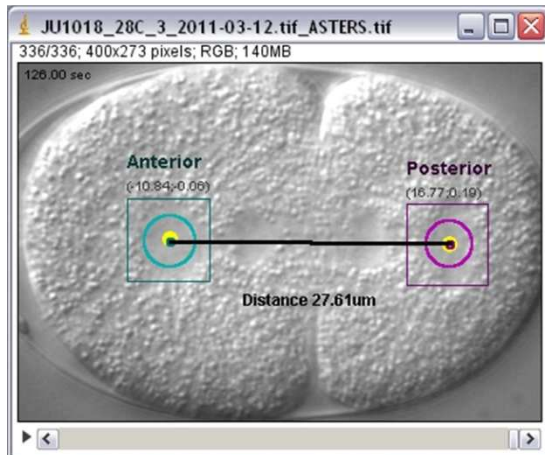 JU1018_28C_3_2011-03-12.tif_ASTERS.tif
336/336; 400x273 pixels; RGB; 140MB
126.00 sec
Anterior
(-10.84;-0.06)
Posterior
(16.77;0.19)
Distance 27.61um